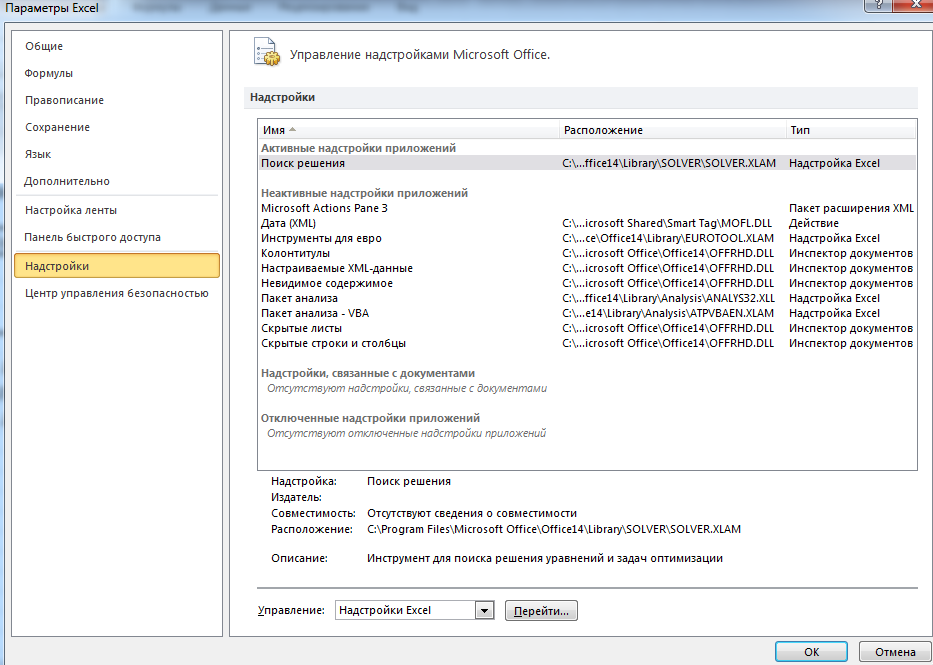 Параметры Excel
?
Общие
Формулы
Правописание
Сохранение
Язык
Дополнительно
Настройка ленты
Панель быстрого доступа
Надстройки
Центр управления безопасностью
Управление надстройками Microsoft Office.
Надстройки
Имя Расположение Тип
Активные надстройки приложений
Поиск решения C:\...ffice14\Library\SOLVER\SOLVER.XLAM Надстройка Excel
Неактивные надстройки приложений
Microsoft Actions Pane 3 Пакет расширения XML
Дата (XML) C:\...icrosoft Shared\Smart Tag\MOFL.DLL Действие
Инструменты для евро C:\...ce\Office14\Library\EUROTOOL.XLAM Надстройка Excel
Колонтитулы C:\...icrosoft Office\Office14\OFFRHD.DLL Инспектор документов
Настраиваемые XML-данные C:\...icrosoft Office\Office14\OFFRHD.DLL Инспектор документов
Невидимое содержимое C:\...icrosoft Office\Office14\OFFRHD.DLL Инспектор документов
Пакет анализа C:\...ffice14\Library\Analysis\ANALYS32.XLL Надстройка Excel
Пакет анализа - VBA C:\...e14\Library\Analysis\ATPVBAEN.XLAM Надстройка Excel
Скрытые листы C:\...icrosoft Office\Office14\OFFRHD.DLL Инспектор документов
Скрытые строки и столбцы C:\...icrosoft Office\Office14\OFFRHD.DLL Инспектор документов
Надстройки, связанные с документами
Отсутствуют надстройки, связанные с документами
Отключенные надстройки приложений
Отсутствуют отключенные надстройки приложений
Надстройка: Поиск решения
Издатель:
Совместимость: Отсутствуют сведения о совместимости
Расположение: C:\Program Files\Microsoft Office\Office14\Library\SOLVER\SOLVER.XLAM
Описание: Инструмент для поиска решения уравнений и задач оптимизации
Управление: Надстройки Excel Перейти...
ОК Отмена